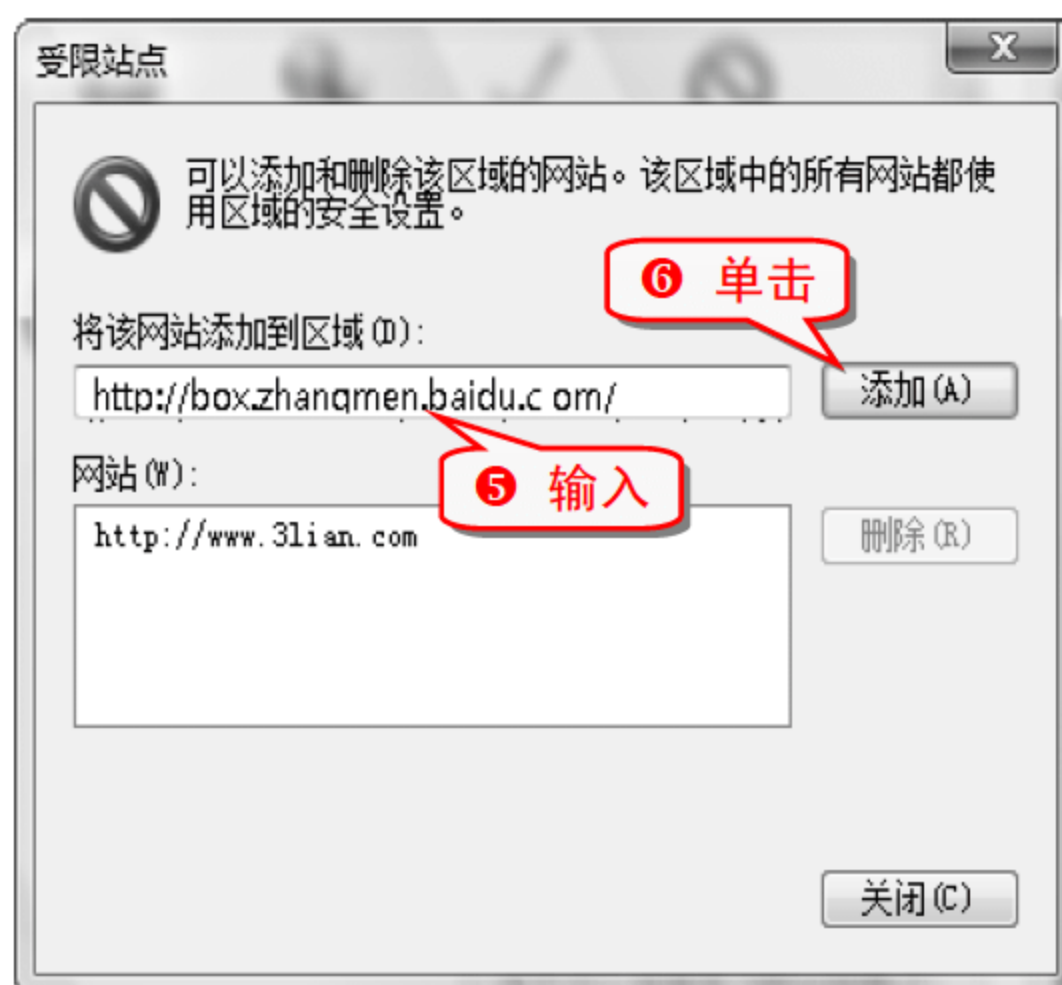 受限站点
X
可以添加和删除该区域的网站。该区域中的所有网站都使
用区域的安全设置。
❻ 单击
将该网站添加到区域(D):
http://box.zhangmen.baidu.c om/
添加(A)
❺ 输入
网站(W):
http://www.3lian.com
删除(R)
关闭(C)